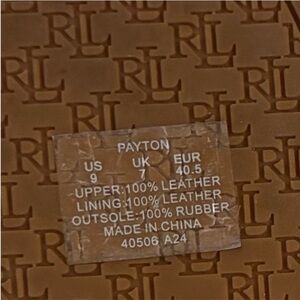 PAYTON
US UK EUR
9 7 40.5
UPPER:100% LEATHER
LINING:100% LEATHER
OUTSOLE:100% RUBBER
MADE IN CHINA
40506 A24